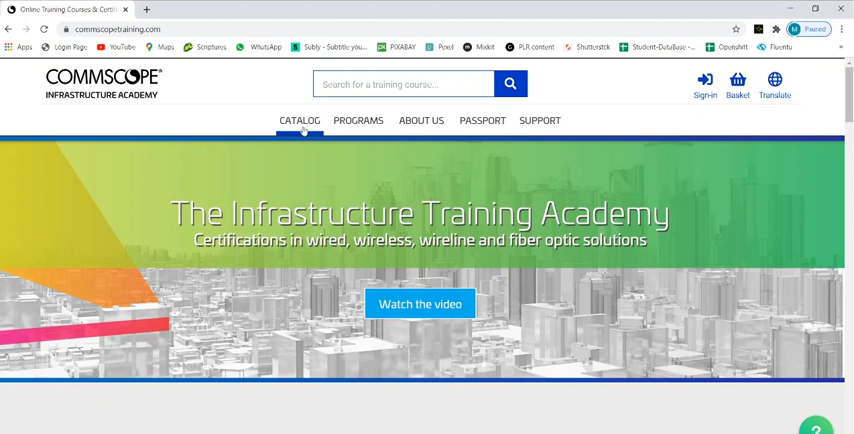 Online Training Courses & Certifi
commscopetraining.com
Paused
Apps
Login Page
YouTube
Maps
Scriptures
WhatsApp
Subly - Subtitle you...
PIXABAY
Pexel
Mixkit
PLR content
Shutterstck
Student-DataBase -...
Openshift
Fluentu
»
COMMSCOPE®
INFRASTRUCTURE ACADEMY
Search for a training course...
Sign-in
Basket
Translate
CATALOG
PROGRAMS
ABOUT US
PASSPORT
SUPPORT
The Infrastructure Training Academy
Certifications in wired, wireless, wireline and fiber optic solutions
Watch the video
?